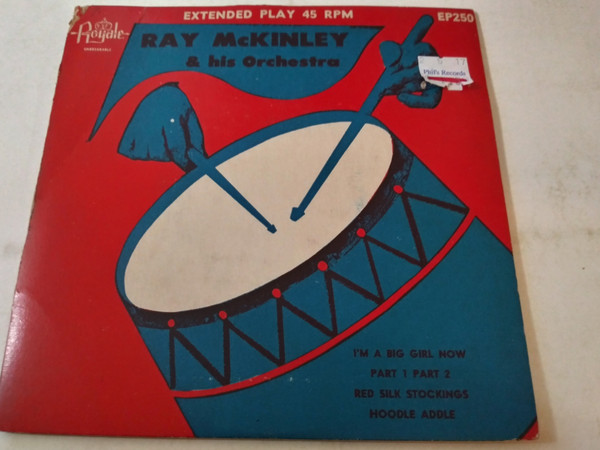 EXTENDED PLAY 45 RPM
EP250
Royale
RAY McKINLEY
& his Orchestra
Phil's Records
I'M A BIG GIRL NOW
PART 1 PART 2
RED SILK STOCKINGS
HOODLE ADDLE